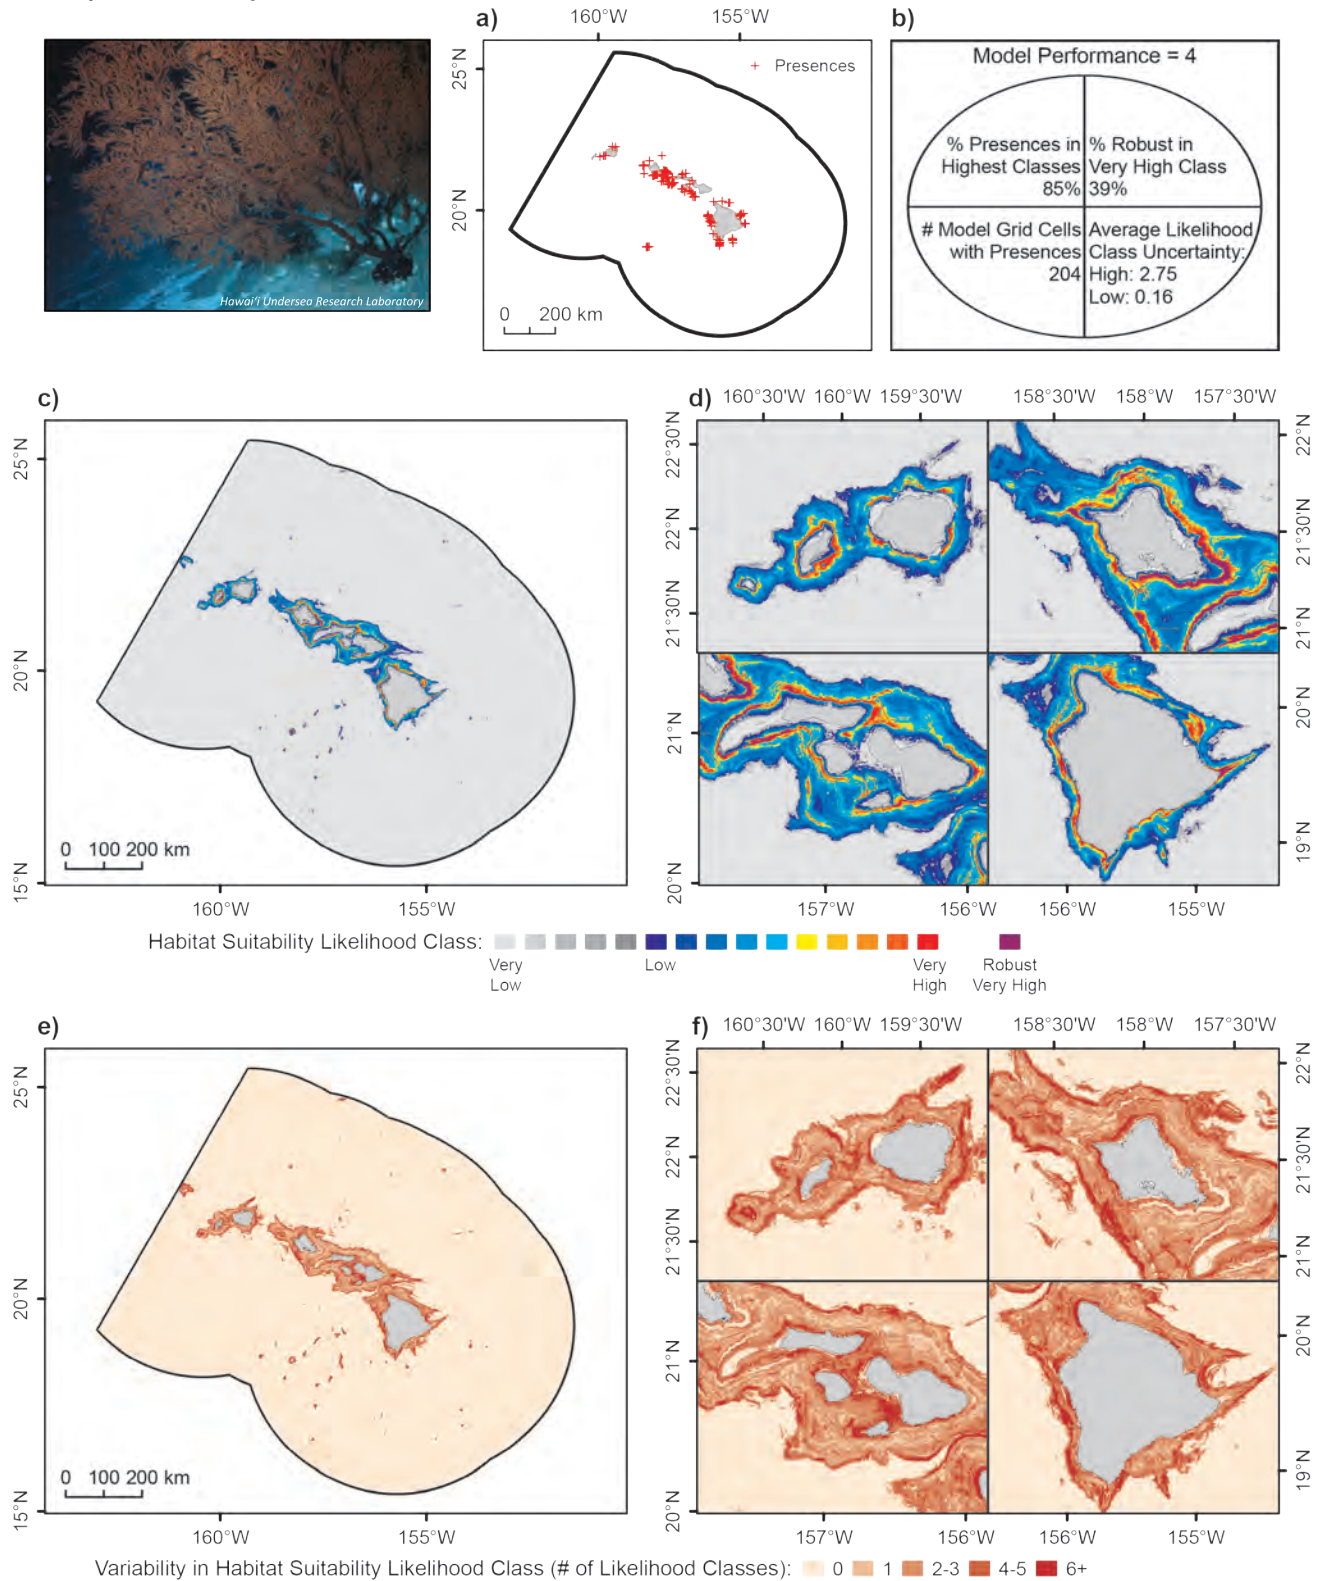 a)
160°W 155°W
25°N
20°N
+ Presences
0 200 km
Hawai‘i Undersea Research Laboratory
b)
Model Performance = 4
% Presences in
Highest Classes
85%
% Robust in
Very High Class
39%
# Model Grid Cells
with Presences
204
Average Likelihood
Class Uncertainty:
High: 2.75
Low: 0.16
c)
25°N
20°N
15°N
0 100 200 km
160°W 155°W
d)
160°30'W 160°W 159°30'W 158°30'W 158°W 157°30'W
22°30'N
22°N
21°30'N
22°N
21°30'N
21°N
21°N
20°N
20°N
19°N
157°W 156°W 156°W 155°W
Habitat Suitability Likelihood Class:
Very
Low
Low
Very
High
Robust
Very High
e)
25°N
20°N
15°N
0 100 200 km
160°W 155°W
f)
160°30'W 160°W 159°30'W 158°30'W 158°W 157°30'W
22°30'N
22°N
21°30'N
22°N
21°30'N
21°N
21°N
20°N
20°N
19°N
157°W 156°W 156°W 155°W
Variability in Habitat Suitability Likelihood Class (# of Likelihood Classes): 0 1 2-3 4-5 6+